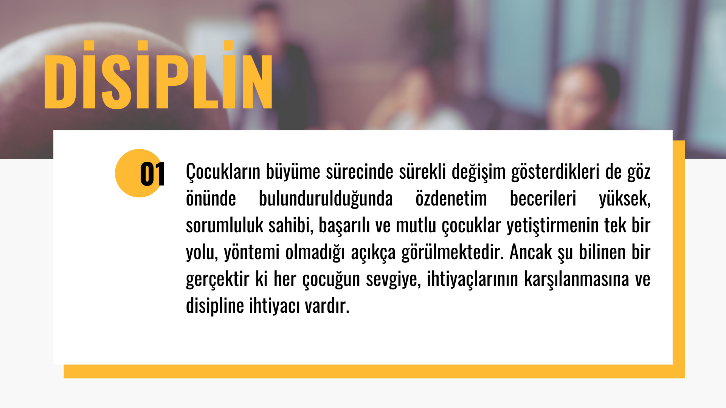 DİSİPLİN
01
Çocukların büyüme sürecinde sürekli değişim gösterdikleri de göz
önünde bulundurulduğunda özdenetim becerileri yüksek,
sorumluluk sahibi, başarılı ve mutlu çocuklar yetiştirmenin tek bir
yolu, yöntemi olmadığı açıkça görülmektedir. Ancak şu bilinen bir
gerçektir ki her çocuğun sevgiye, ihtiyaçlarının karşılanmasına ve
disipline ihtiyacı vardır.